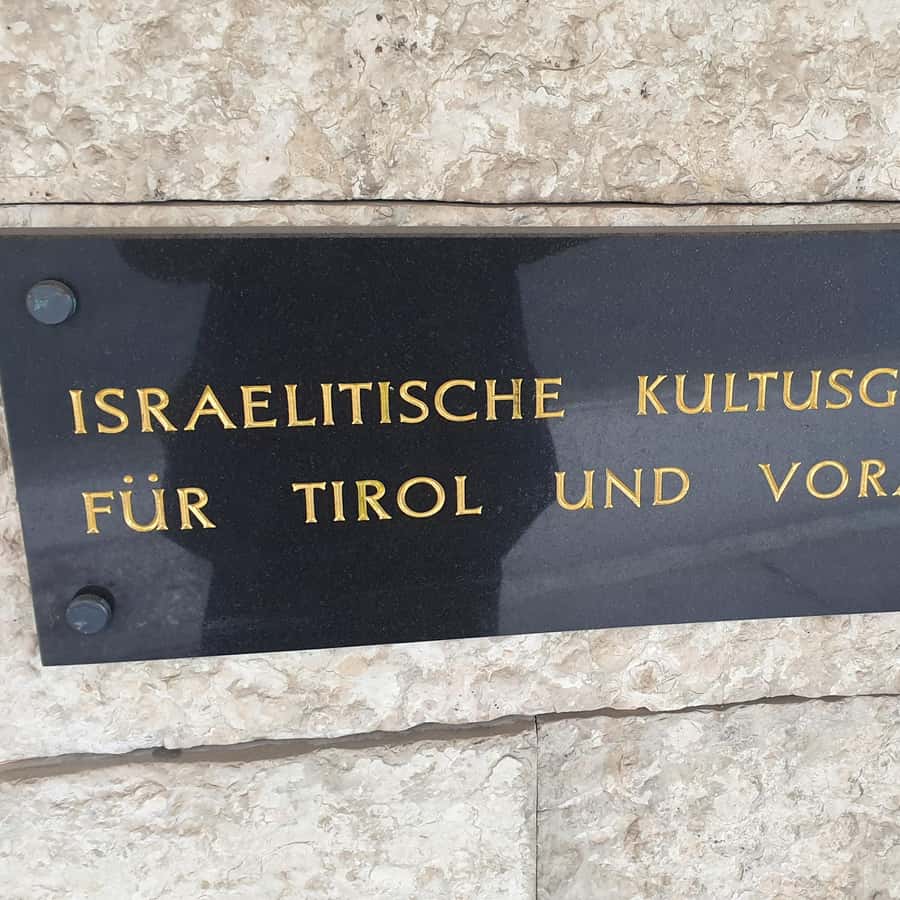 ISRAELITISCHE KULTUSG
FÜR TIROL UND VORA